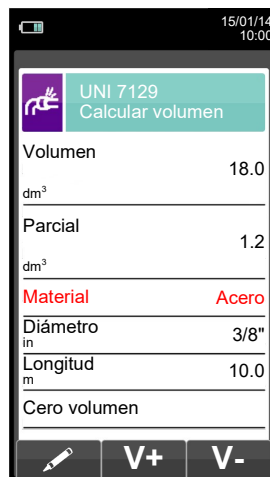 15/01/14
10:00
UNI 7129
Calcular volumen
Volumen
18.0
dm³
Parcial
1.2
dm³
Material Acero
Diámetro
in
3/8"
Longitud
m
10.0
Cero volumen
V+ V-